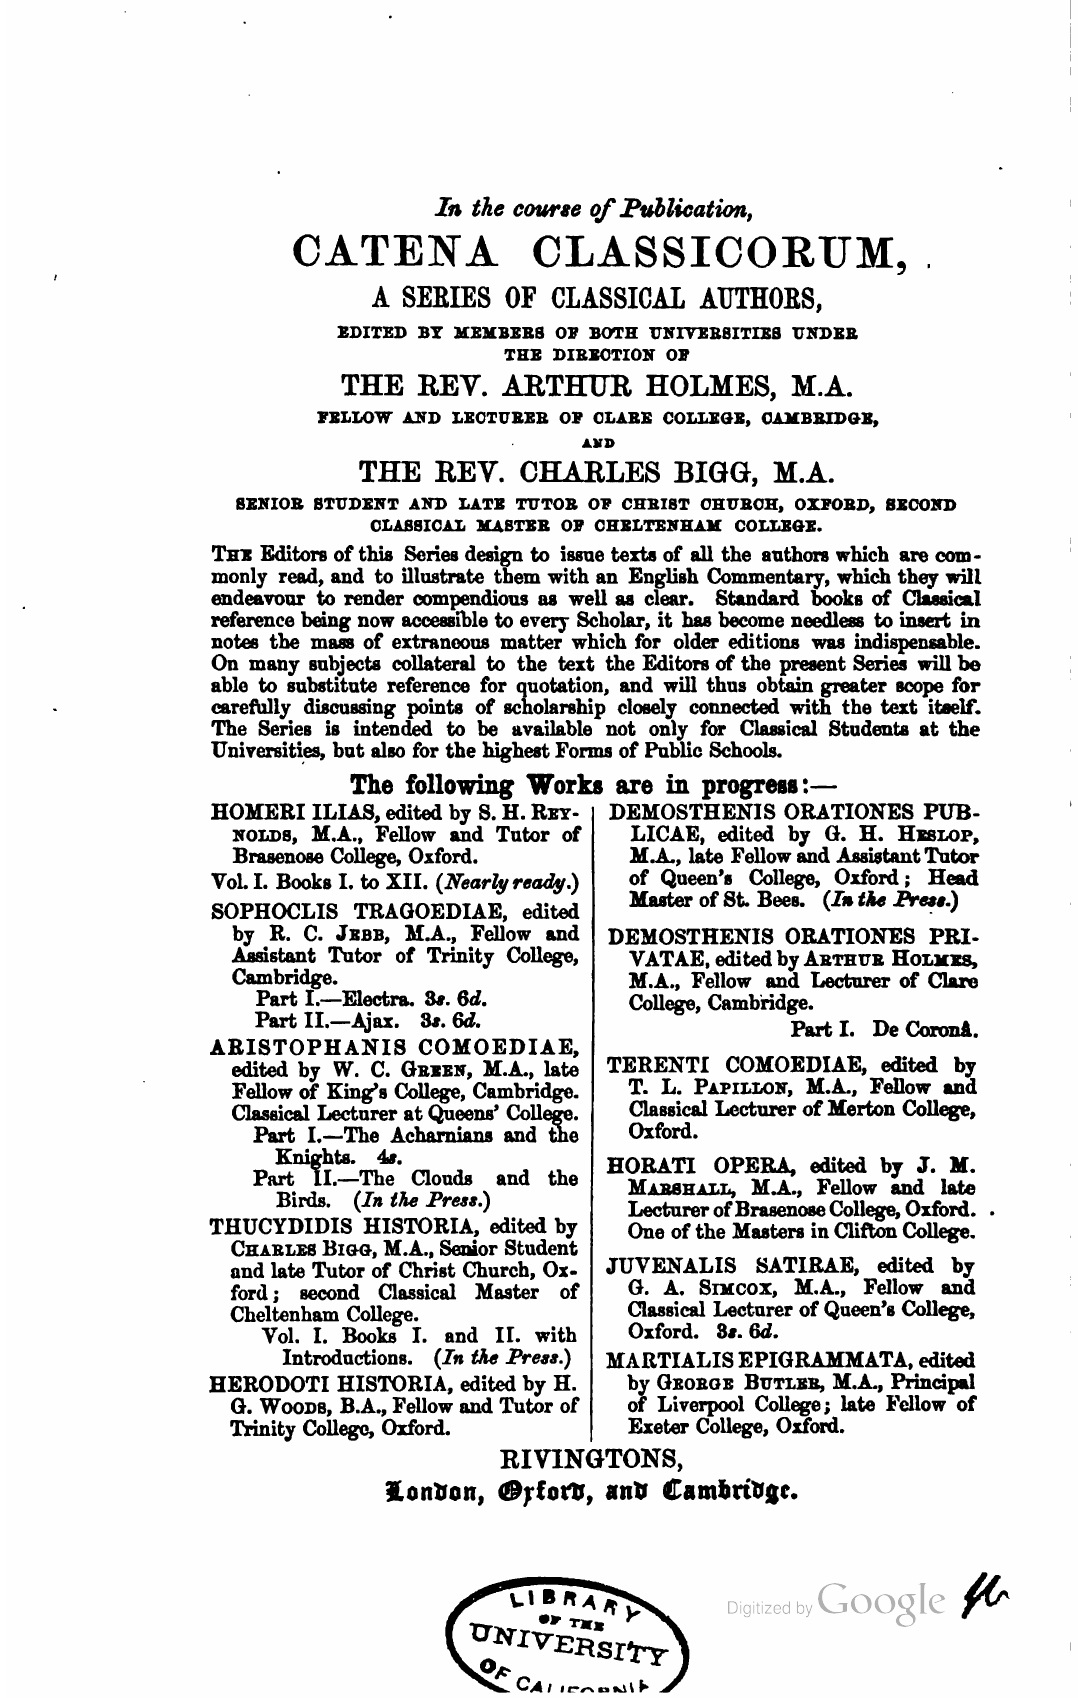 In the course of Publication,
CATENA CLASSICORUM,
A SERIES OF CLASSICAL AUTHORS,
EDITED BY MEMBERS OF BOTH UNIVERSITIES UNDER
THE DIRECTION OF
THE REV. ARTHUR HOLMES, M.A.
FELLOW AND LECTURER OF CLARE COLLEGE, CAMBRIDGE,
AND
THE REV. CHARLES BIGG, M.A.
SENIOR STUDENT AND LATE TUTOR OF CHRIST CHURCH, OXFORD, SECOND
CLASSICAL MASTER OF CHELTENHAM COLLEGE.
THE Editors of this Series design to issue texts of all the authors which are com-
monly read, and to illustrate them with an English Commentary, which they will
endeavour to render compendious as well as clear. Standard books of Classical
reference being now accessible to every Scholar, it has become needless to insert in
notes the mass of extraneous matter which for older editions was indispensable.
On many subjects collateral to the text the Editors of the present Series will be
able to substitute reference for quotation, and will thus obtain greater scope for
carefully discussing points of scholarship closely connected with the text itself.
The Series is intended to be available not only for Classical Students at the
Universities, but also for the highest Forms of Public Schools.
The following Works are in progress:—
HOMERI ILIAS, edited by S. H. REY-
NOLDS, M.A., Fellow and Tutor of
Brasenose College, Oxford.
Vol. I. Books I. to XII. (Nearly ready.)
SOPHOCLIS TRAGOEDIAE, edited
by R. C. JEBB, M.A., Fellow and
Assistant Tutor of Trinity College,
Cambridge.
Part I.—Electra. 3s. 6d.
Part II.—Ajax. 3s. 6d.
ARISTOPHANIS COMOEDIAE,
edited by W. C. GREEN, M.A., late
Fellow of King's College, Cambridge.
Classical Lecturer at Queens' College.
Part I.—The Acharnians and the
Knights. 4s.
Part II.—The Clouds and the
Birds. (In the Press.)
THUCYDIDIS HISTORIA, edited by
CHARLES BIGG, M.A., Senior Student
and late Tutor of Christ Church, Ox-
ford; second Classical Master of
Cheltenham College.
Vol. I. Books I. and II. with
Introductions. (In the Press.)
HERODOTI HISTORIA, edited by H.
G. WOODS, B.A., Fellow and Tutor of
Trinity College, Oxford.
DEMOSTHENIS ORATIONES PUB-
LICAE, edited by G. H. HESLOP,
M.A., late Fellow and Assistant Tutor
of Queen's College, Oxford; Head
Master of St. Bees. (In the Press.)
DEMOSTHENIS ORATIONES PRI-
VATAE, edited by ARTHUR HOLMES,
M.A., Fellow and Lecturer of Clare
College, Cambridge.
Part I. De Coronâ.
TERENTI COMOEDIAE, edited by
T. L. PAPILLON, M.A., Fellow and
Classical Lecturer of Merton College,
Oxford.
HORATI OPERA, edited by J. M.
MARSHALL, M.A., Fellow and late
Lecturer of Brasenose College, Oxford.
One of the Masters in Clifton College.
JUVENALIS SATIRAE, edited by
G. A. SIMCOX, M.A., Fellow and
Classical Lecturer of Queen's College,
Oxford. 3s. 6d.
MARTIALIS EPIGRAMMATA, edited
by GEORGE BUTLER, M.A., Principal
of Liverpool College; late Fellow of
Exeter College, Oxford.
RIVINGTONS,
London, Oxford, and Cambridge.
LIBRARY
OF THE
UNIVERSITY
OF CALIFORNIA
Digitized by Google